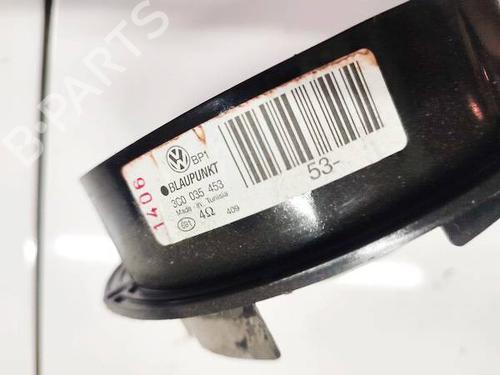 B-PARTS
BP1
BLAUPUNKT
3C0 035 453
Made in Tunisia
4Ω
409
53-
1406